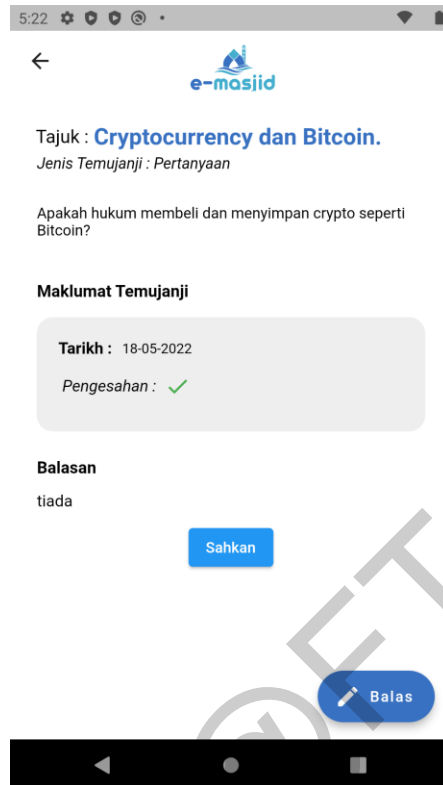 5:22
e-masjid
Tajuk : Cryptocurrency dan Bitcoin.
Jenis Temujanji : Pertanyaan
Apakah hukum membeli dan menyimpan crypto seperti
Bitcoin?
Maklumat Temujanji
Tarikh : 18-05-2022
Pengesahan :
Balasan
tiada
Sahkan
Balas